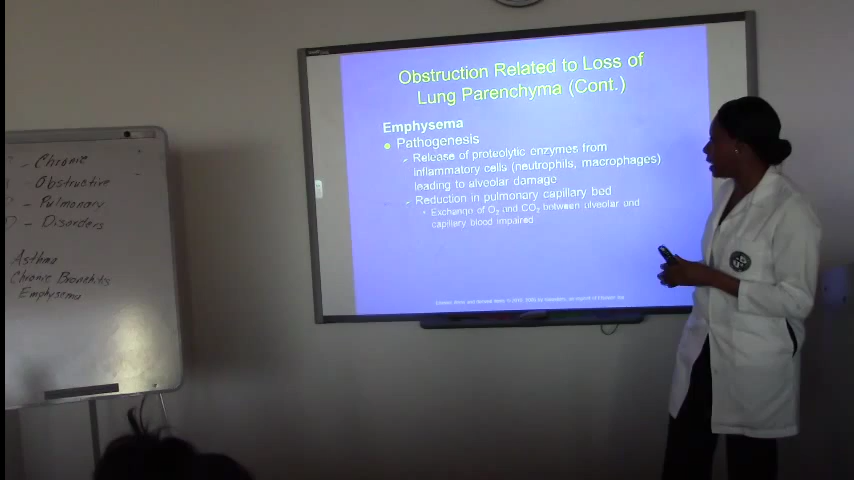 Obstruction Related to Loss of
Lung Parenchyma (Cont.)
Emphysema
Pathogenesis
Release of proteolytic enzymes from
inflammatory cells (neutrophils, macrophages)
leading to alveolar damage
Reduction in pulmonary capillary bed
Exchange of O2 and CO2 between alveolar and
capillary blood impaired
- Chronic
- Obstructive
- Pulmonary
D - Disorders
Asthma
Chronic Bronchitis
Emphysema